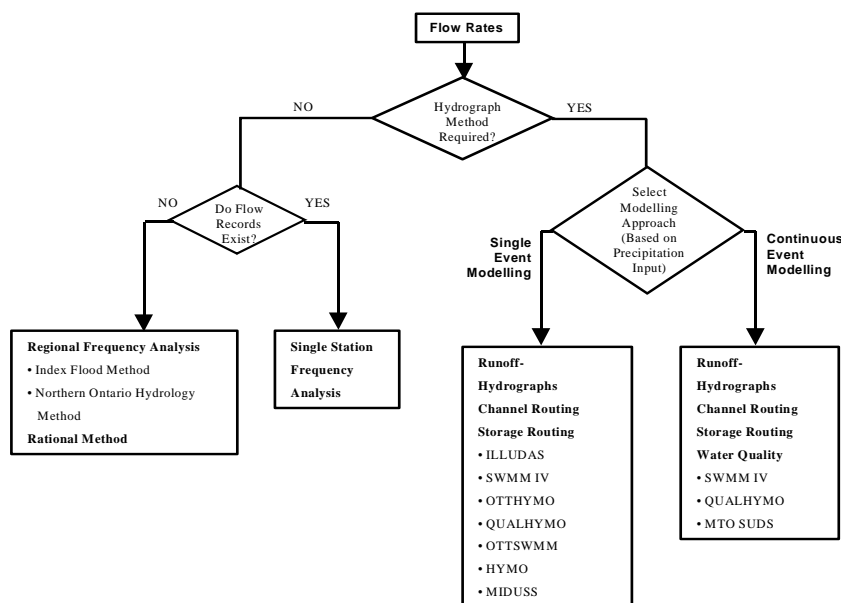 Flow Rates
NO
YES
Hydrograph
Method
Required?
NO
YES
Do Flow
Records
Exist?
Select
Modelling
Approach
(Based on
Precipitation
Input)
Single
Event
Modelling
Continuous
Event
Modelling
Regional Frequency Analysis
• Index Flood Method
• Northern Ontario Hydrology
Method
Rational Method
Single Station
Frequency
Analysis
Runoff-
Hydrographs
Channel Routing
Storage Routing
• ILLUDAS
• SWMM IV
• OTTHYMO
• QUALHYMO
• OTTSWMM
• HYMO
• MIDUSS
Runoff-
Hydrographs
Channel Routing
Storage Routing
Water Quality
• SWMM IV
• QUALHYMO
• MTO SUDS